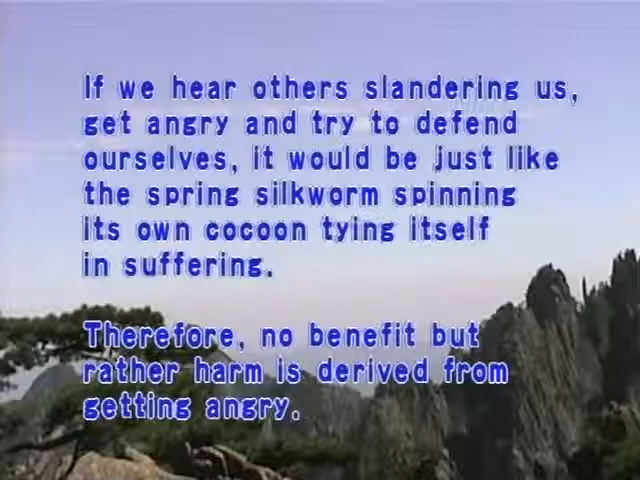 If we hear others slandering us,
get angry and try to defend
ourselves, it would be just like
the spring silkworm spinning
its own cocoon tying itself
in suffering.
Therefore, no benefit but
rather harm is derived from
getting angry.